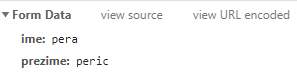 Form Data view source view URL encoded
ime: pera
prezime: peric